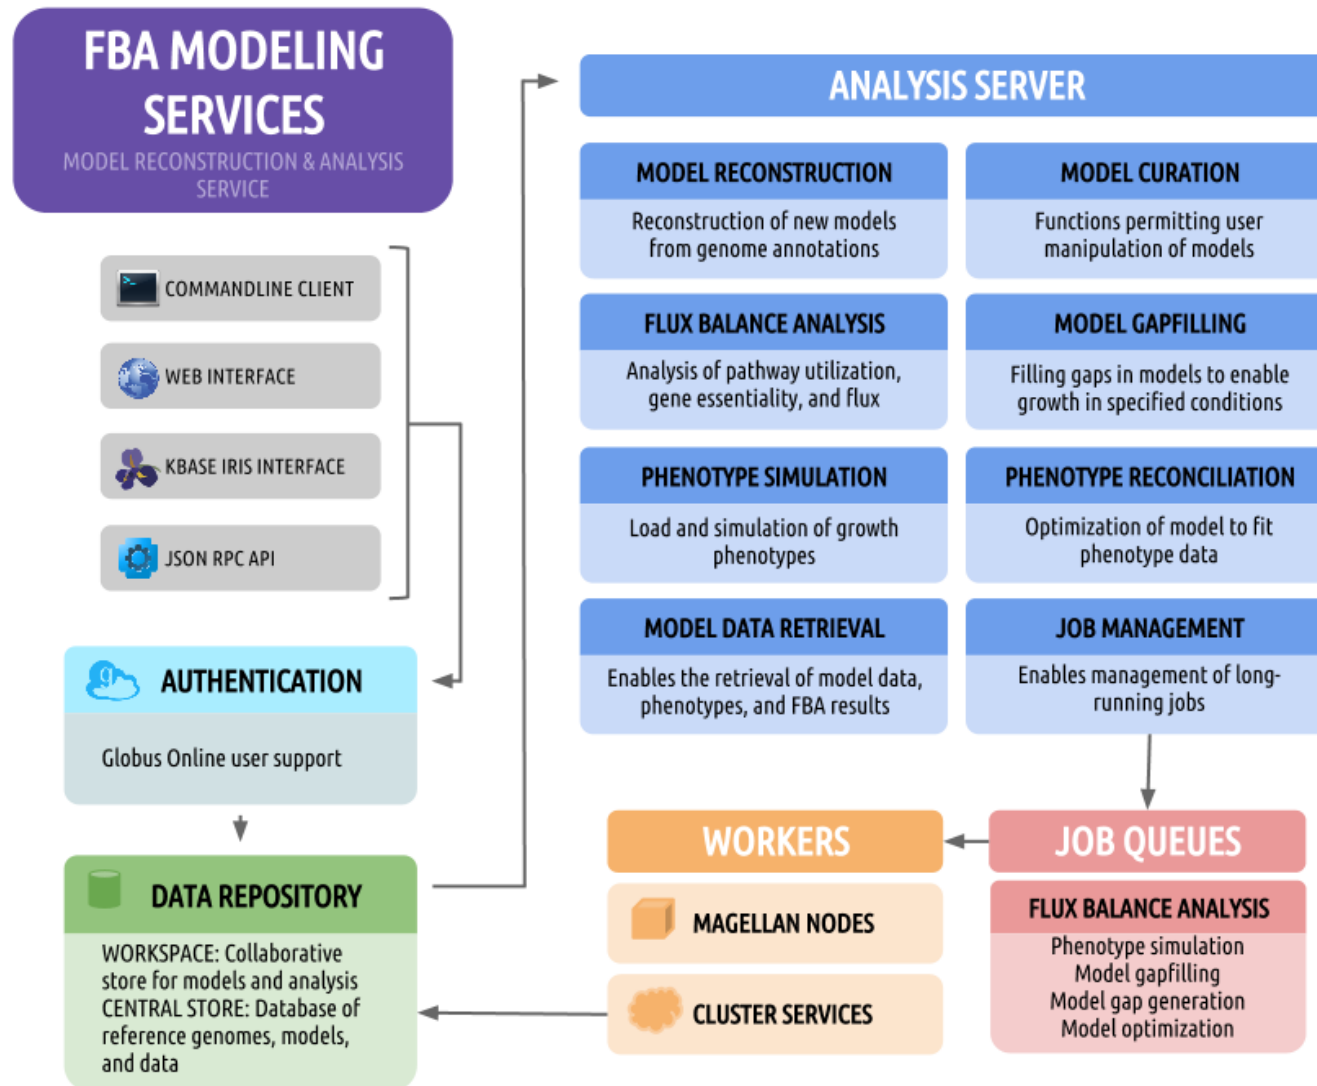 FBA MODELING
SERVICES
MODEL RECONSTRUCTION & ANALYSIS
SERVICE
COMMANDLINE CLIENT
WEB INTERFACE
KBASE IRIS INTERFACE
JSON RPC API
AUTHENTICATION
Globus Online user support
DATA REPOSITORY
WORKSPACE: Collaborative
store for models and analysis
CENTRAL STORE: Database of
reference genomes, models,
and data
ANALYSIS SERVER
MODEL RECONSTRUCTION
Reconstruction of new models
from genome annotations
MODEL CURATION
Functions permitting user
manipulation of models
FLUX BALANCE ANALYSIS
Analysis of pathway utilization,
gene essentiality, and flux
MODEL GAPFILLING
Filling gaps in models to enable
growth in specified conditions
PHENOTYPE SIMULATION
Load and simulation of growth
phenotypes
PHENOTYPE RECONCILIATION
Optimization of model to fit
phenotype data
MODEL DATA RETRIEVAL
Enables the retrieval of model data,
phenotypes, and FBA results
JOB MANAGEMENT
Enables management of long-
running jobs
WORKERS
MAGELLAN NODES
CLUSTER SERVICES
JOB QUEUES
FLUX BALANCE ANALYSIS
Phenotype simulation
Model gapfilling
Model gap generation
Model optimization